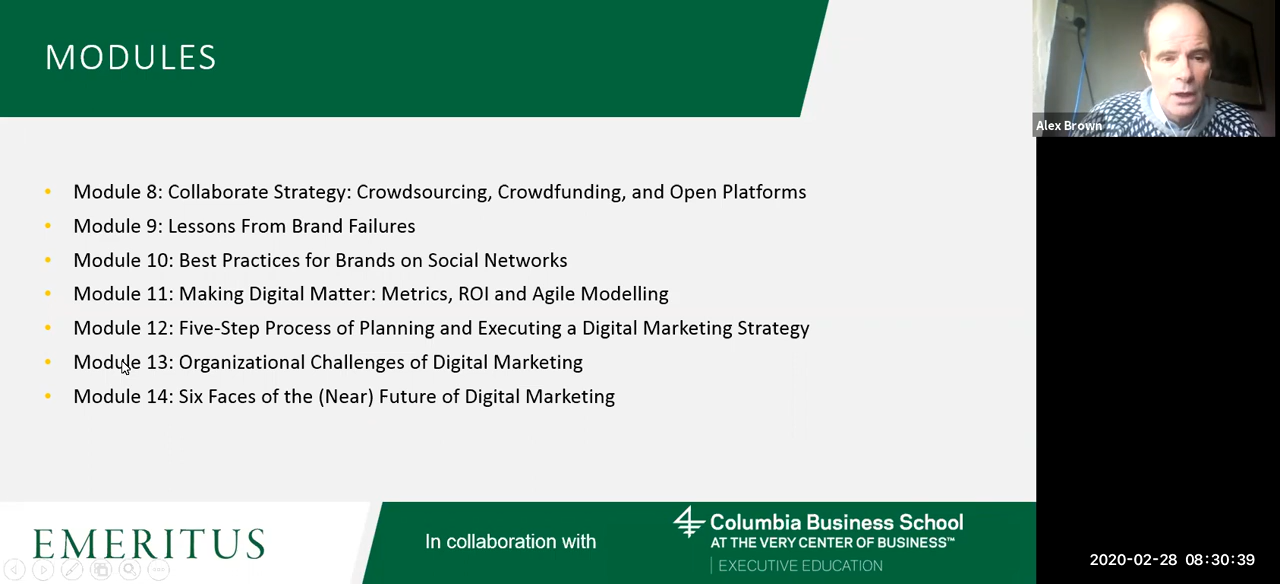 MODULES
Alex Brown
• Module 8: Collaborate Strategy: Crowdsourcing, Crowdfunding, and Open Platforms
• Module 9: Lessons From Brand Failures
• Module 10: Best Practices for Brands on Social Networks
• Module 11: Making Digital Matter: Metrics, ROI and Agile Modelling
• Module 12: Five-Step Process of Planning and Executing a Digital Marketing Strategy
• Module 13: Organizational Challenges of Digital Marketing
• Module 14: Six Faces of the (Near) Future of Digital Marketing
EMERITUS
In collaboration with
Columbia Business School
AT THE VERY CENTER OF BUSINESS™
EXECUTIVE EDUCATION
2020-02-28 08:30:39